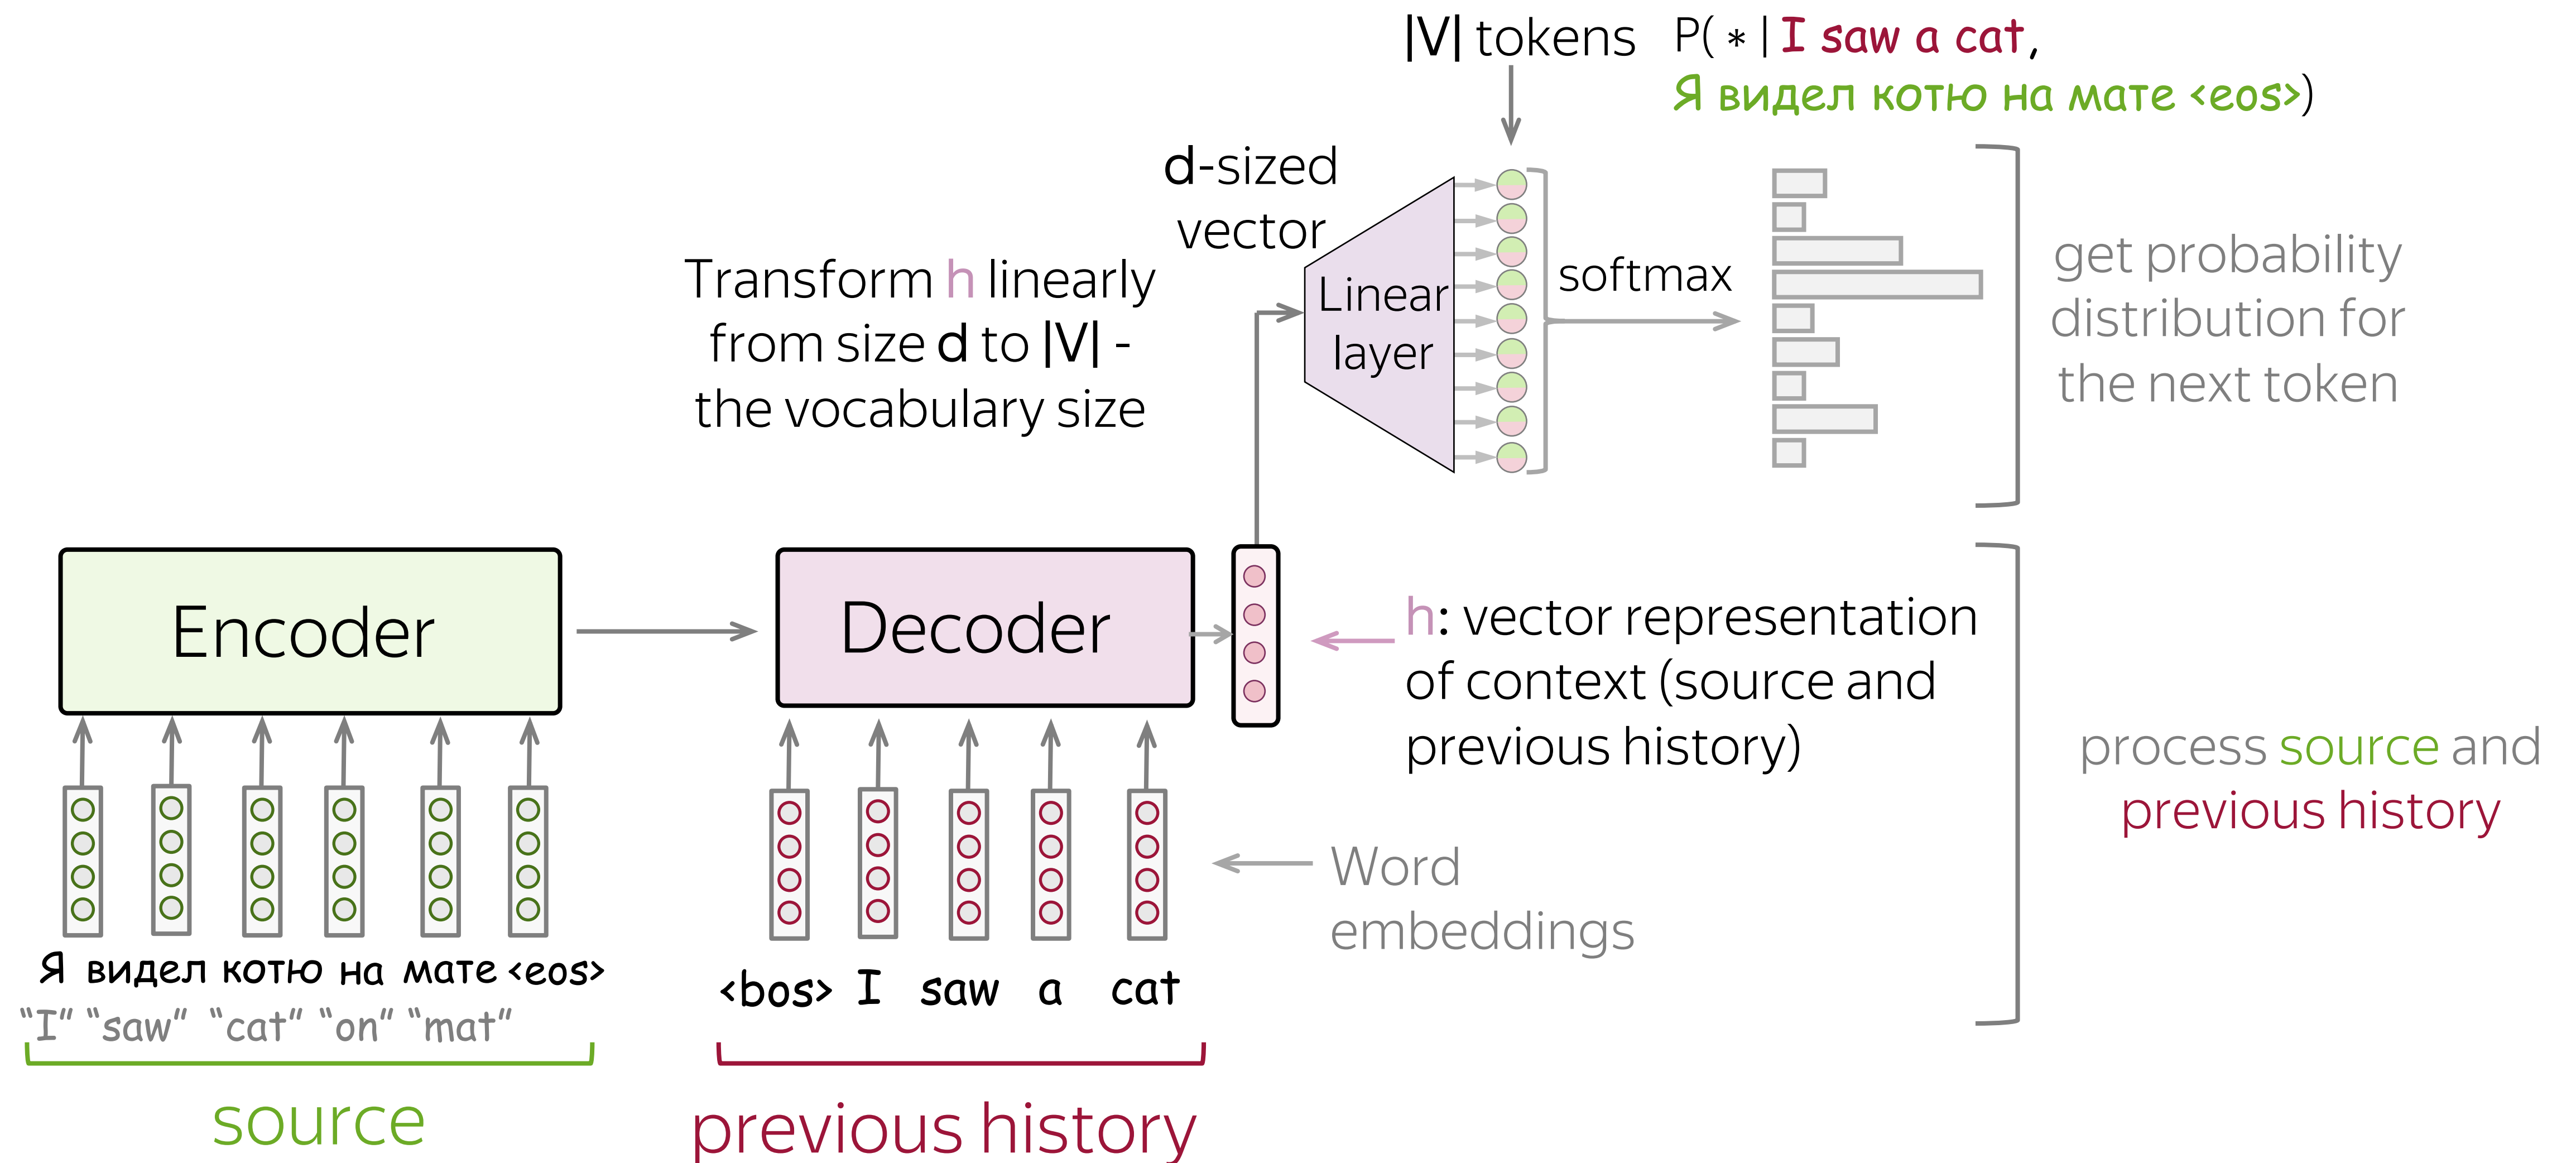 |V| tokens
P( * | I saw a cat,
Я видел котю на мате <eos>)
d-sized
vector
Transform h linearly
from size d to |V| -
the vocabulary size
Linear
layer
softmax
get probability
distribution for
the next token
Encoder
Decoder
h: vector representation
of context (source and
previous history)
process source and
previous history
Word
embeddings
Я видел котю на мате <eos>
“I” “saw” “cat” “on” “mat”
<bos> I saw a cat
source
previous history